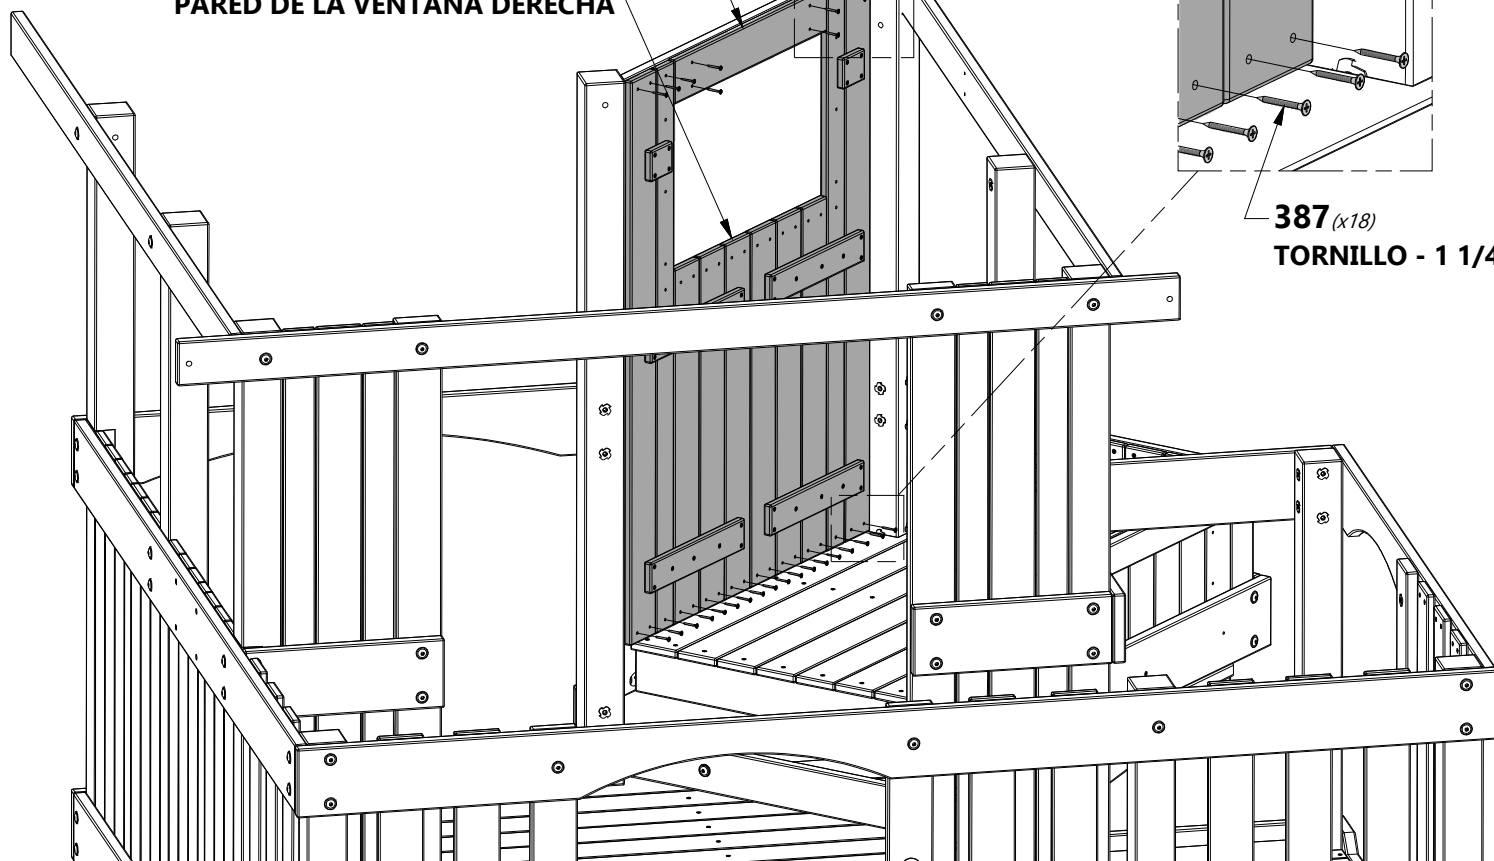 PARED DE LA VENTANA DERECHA
387 (x18)
TORNILLO - 1 1/4